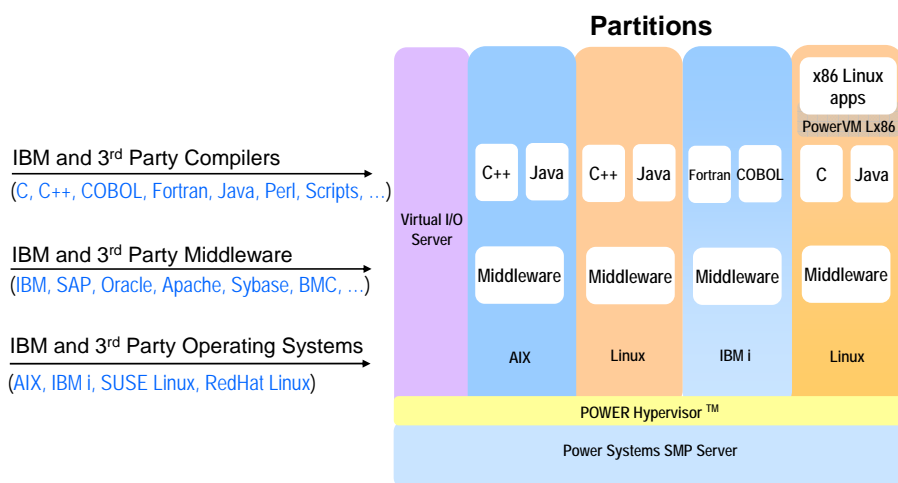 Partitions
x86 Linux
apps
PowerVM Lx86
IBM and 3rd Party Compilers
(C, C++, COBOL, Fortran, Java, Perl, Scripts, …)
C++ Java C++ Java Fortran COBOL C Java
Virtual I/O
Server
IBM and 3rd Party Middleware
(IBM, SAP, Oracle, Apache, Sybase, BMC, …)
Middleware Middleware Middleware Middleware
IBM and 3rd Party Operating Systems
(AIX, IBM i, SUSE Linux, RedHat Linux)
AIX Linux IBM i Linux
POWER Hypervisor TM
Power Systems SMP Server